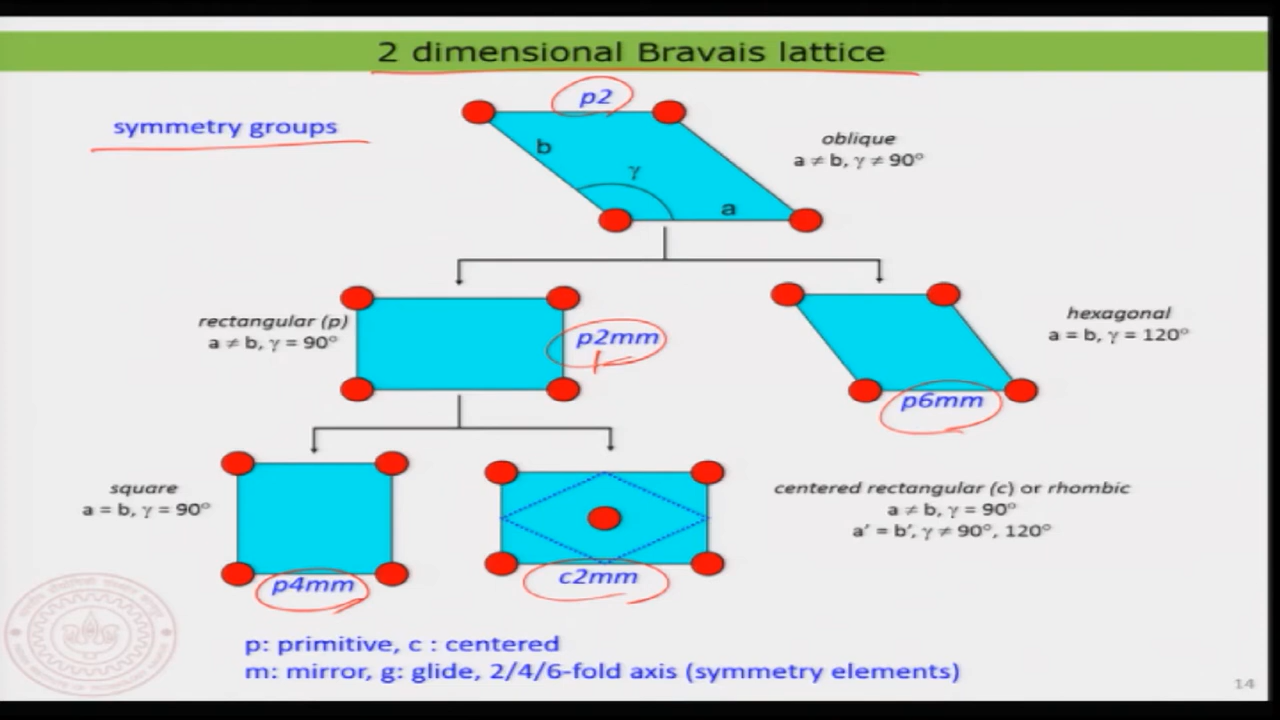 2 dimensional Bravais lattice
symmetry groups
p2
b
γ
a
oblique
a ≠ b, γ ≠ 90°
rectangular (p)
a ≠ b, γ = 90°
p2mm
hexagonal
a = b, γ = 120°
p6mm
square
a = b, γ = 90°
p4mm
c2mm
centered rectangular (c) or rhombic
a ≠ b, γ = 90°
a′ = b′, γ ≠ 90°, 120°
p: primitive, c : centered
m: mirror, g: glide, 2/4/6-fold axis (symmetry elements)
14